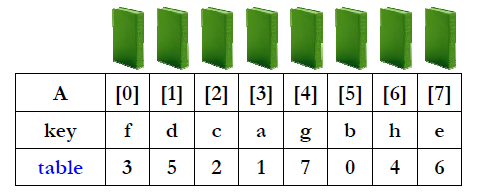 A [0] [1] [2] [3] [4] [5] [6] [7]
key f d c a g b h e
table 3 5 2 1 7 0 4 6